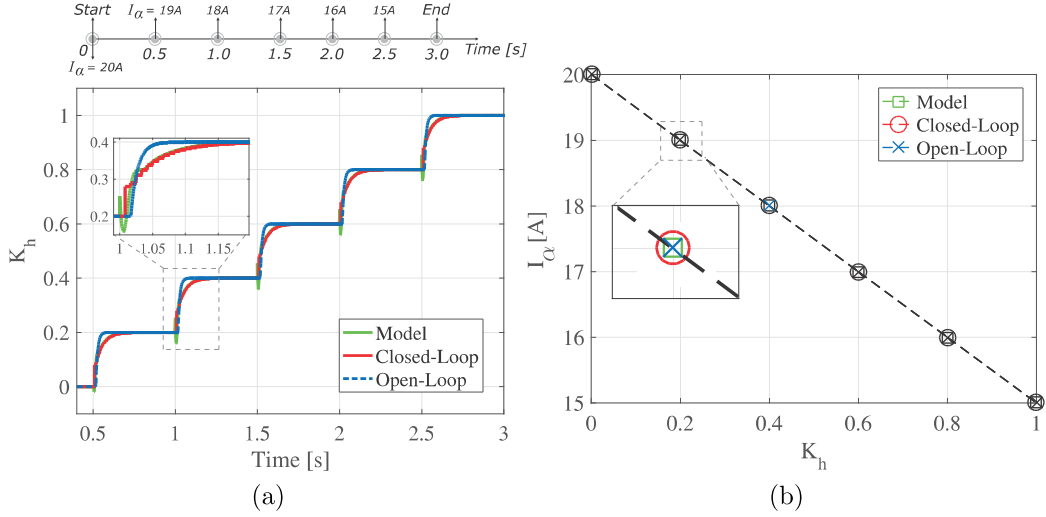 Start I_α = 19A 18A 17A 16A 15A End
0 0.5 1.0 1.5 2.0 2.5 3.0 Time [s]
I_α = 20A
K_h
1
0.8
0.6
0.4
0.2
0
0.4
0.3
0.2
1 1.05 1.1 1.15
Model
Closed-Loop
Open-Loop
0.5 1 1.5 2 2.5 3
Time [s]
(a)
I_α [A]
20
19
18
17
16
15
Model
Closed-Loop
Open-Loop
0 0.2 0.4 0.6 0.8 1
K_h
(b)